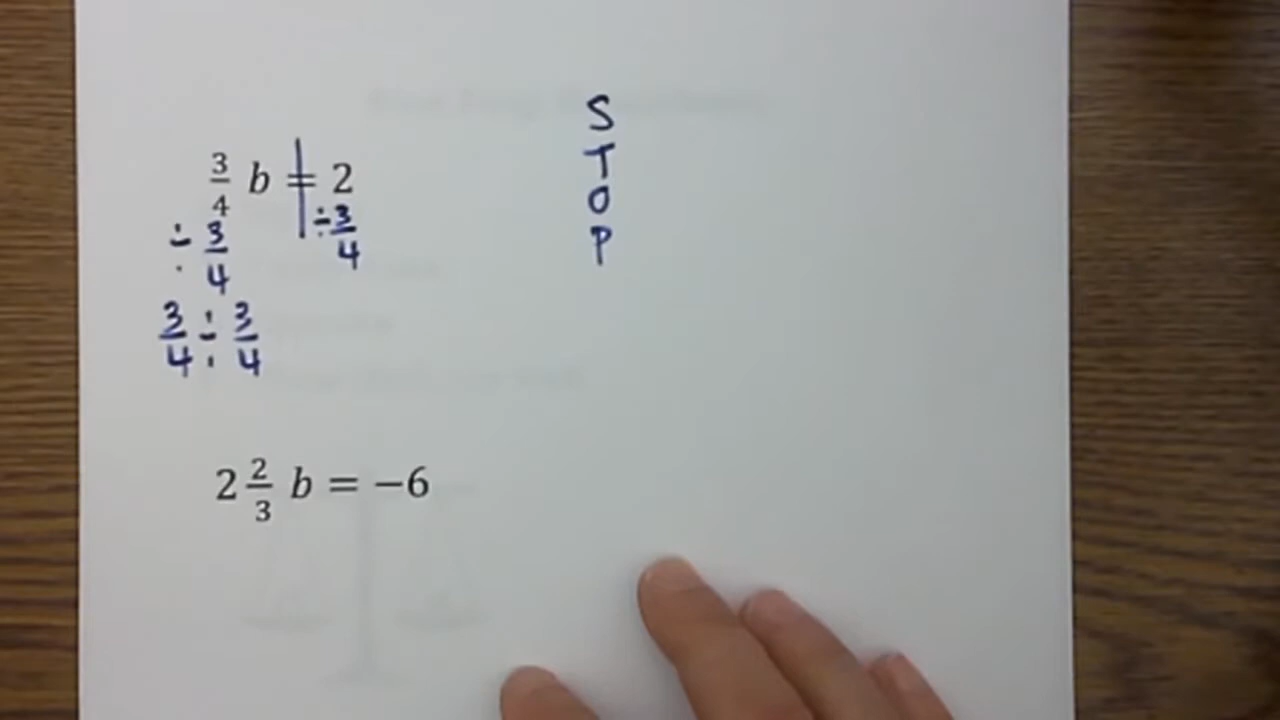 3/4 b = 2
÷ 3/4 ÷ 3/4
3/4 ÷ 3/4
S
T
O
P
2 2/3 b = −6